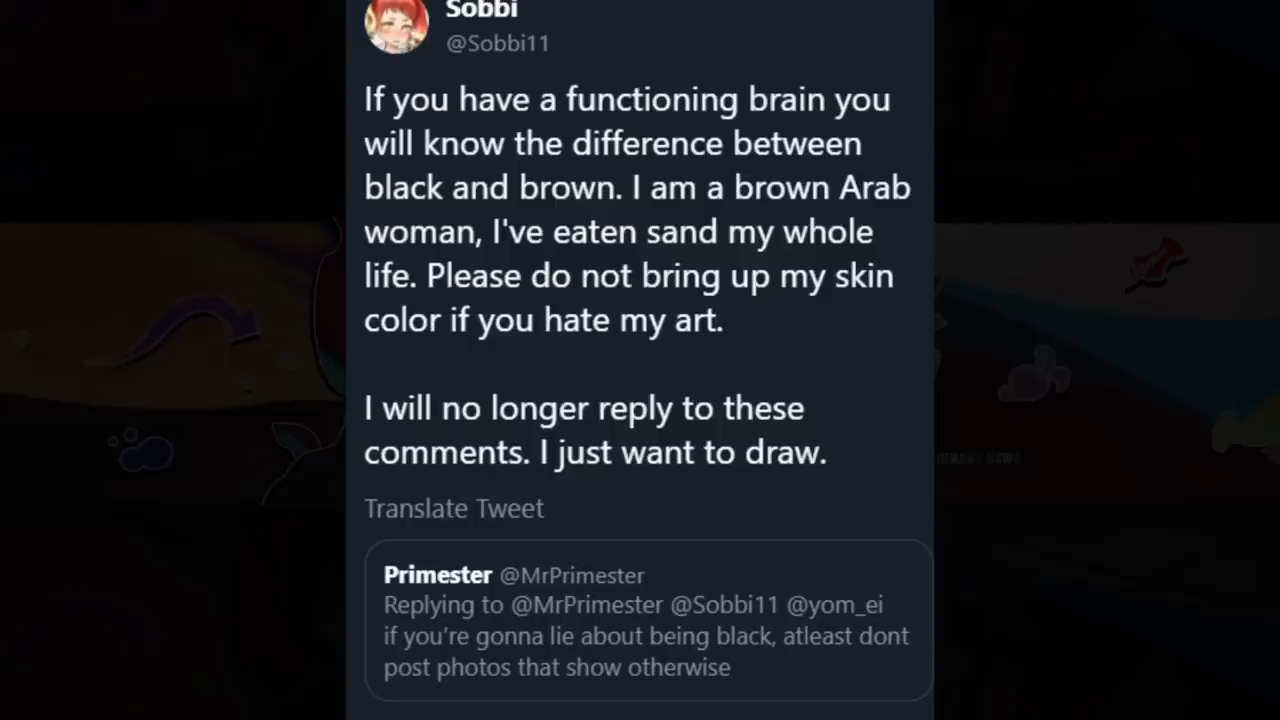 Sobbi
@Sobbi11
If you have a functioning brain you
will know the difference between
black and brown. I am a brown Arab
woman, I've eaten sand my whole
life. Please do not bring up my skin
color if you hate my art.
I will no longer reply to these
comments. I just want to draw.
Translate Tweet
Primester @MrPrimester
Replying to @MrPrimester @Sobbi11 @yom_ei
if you’re gonna lie about being black, atleast dont
post photos that show otherwise